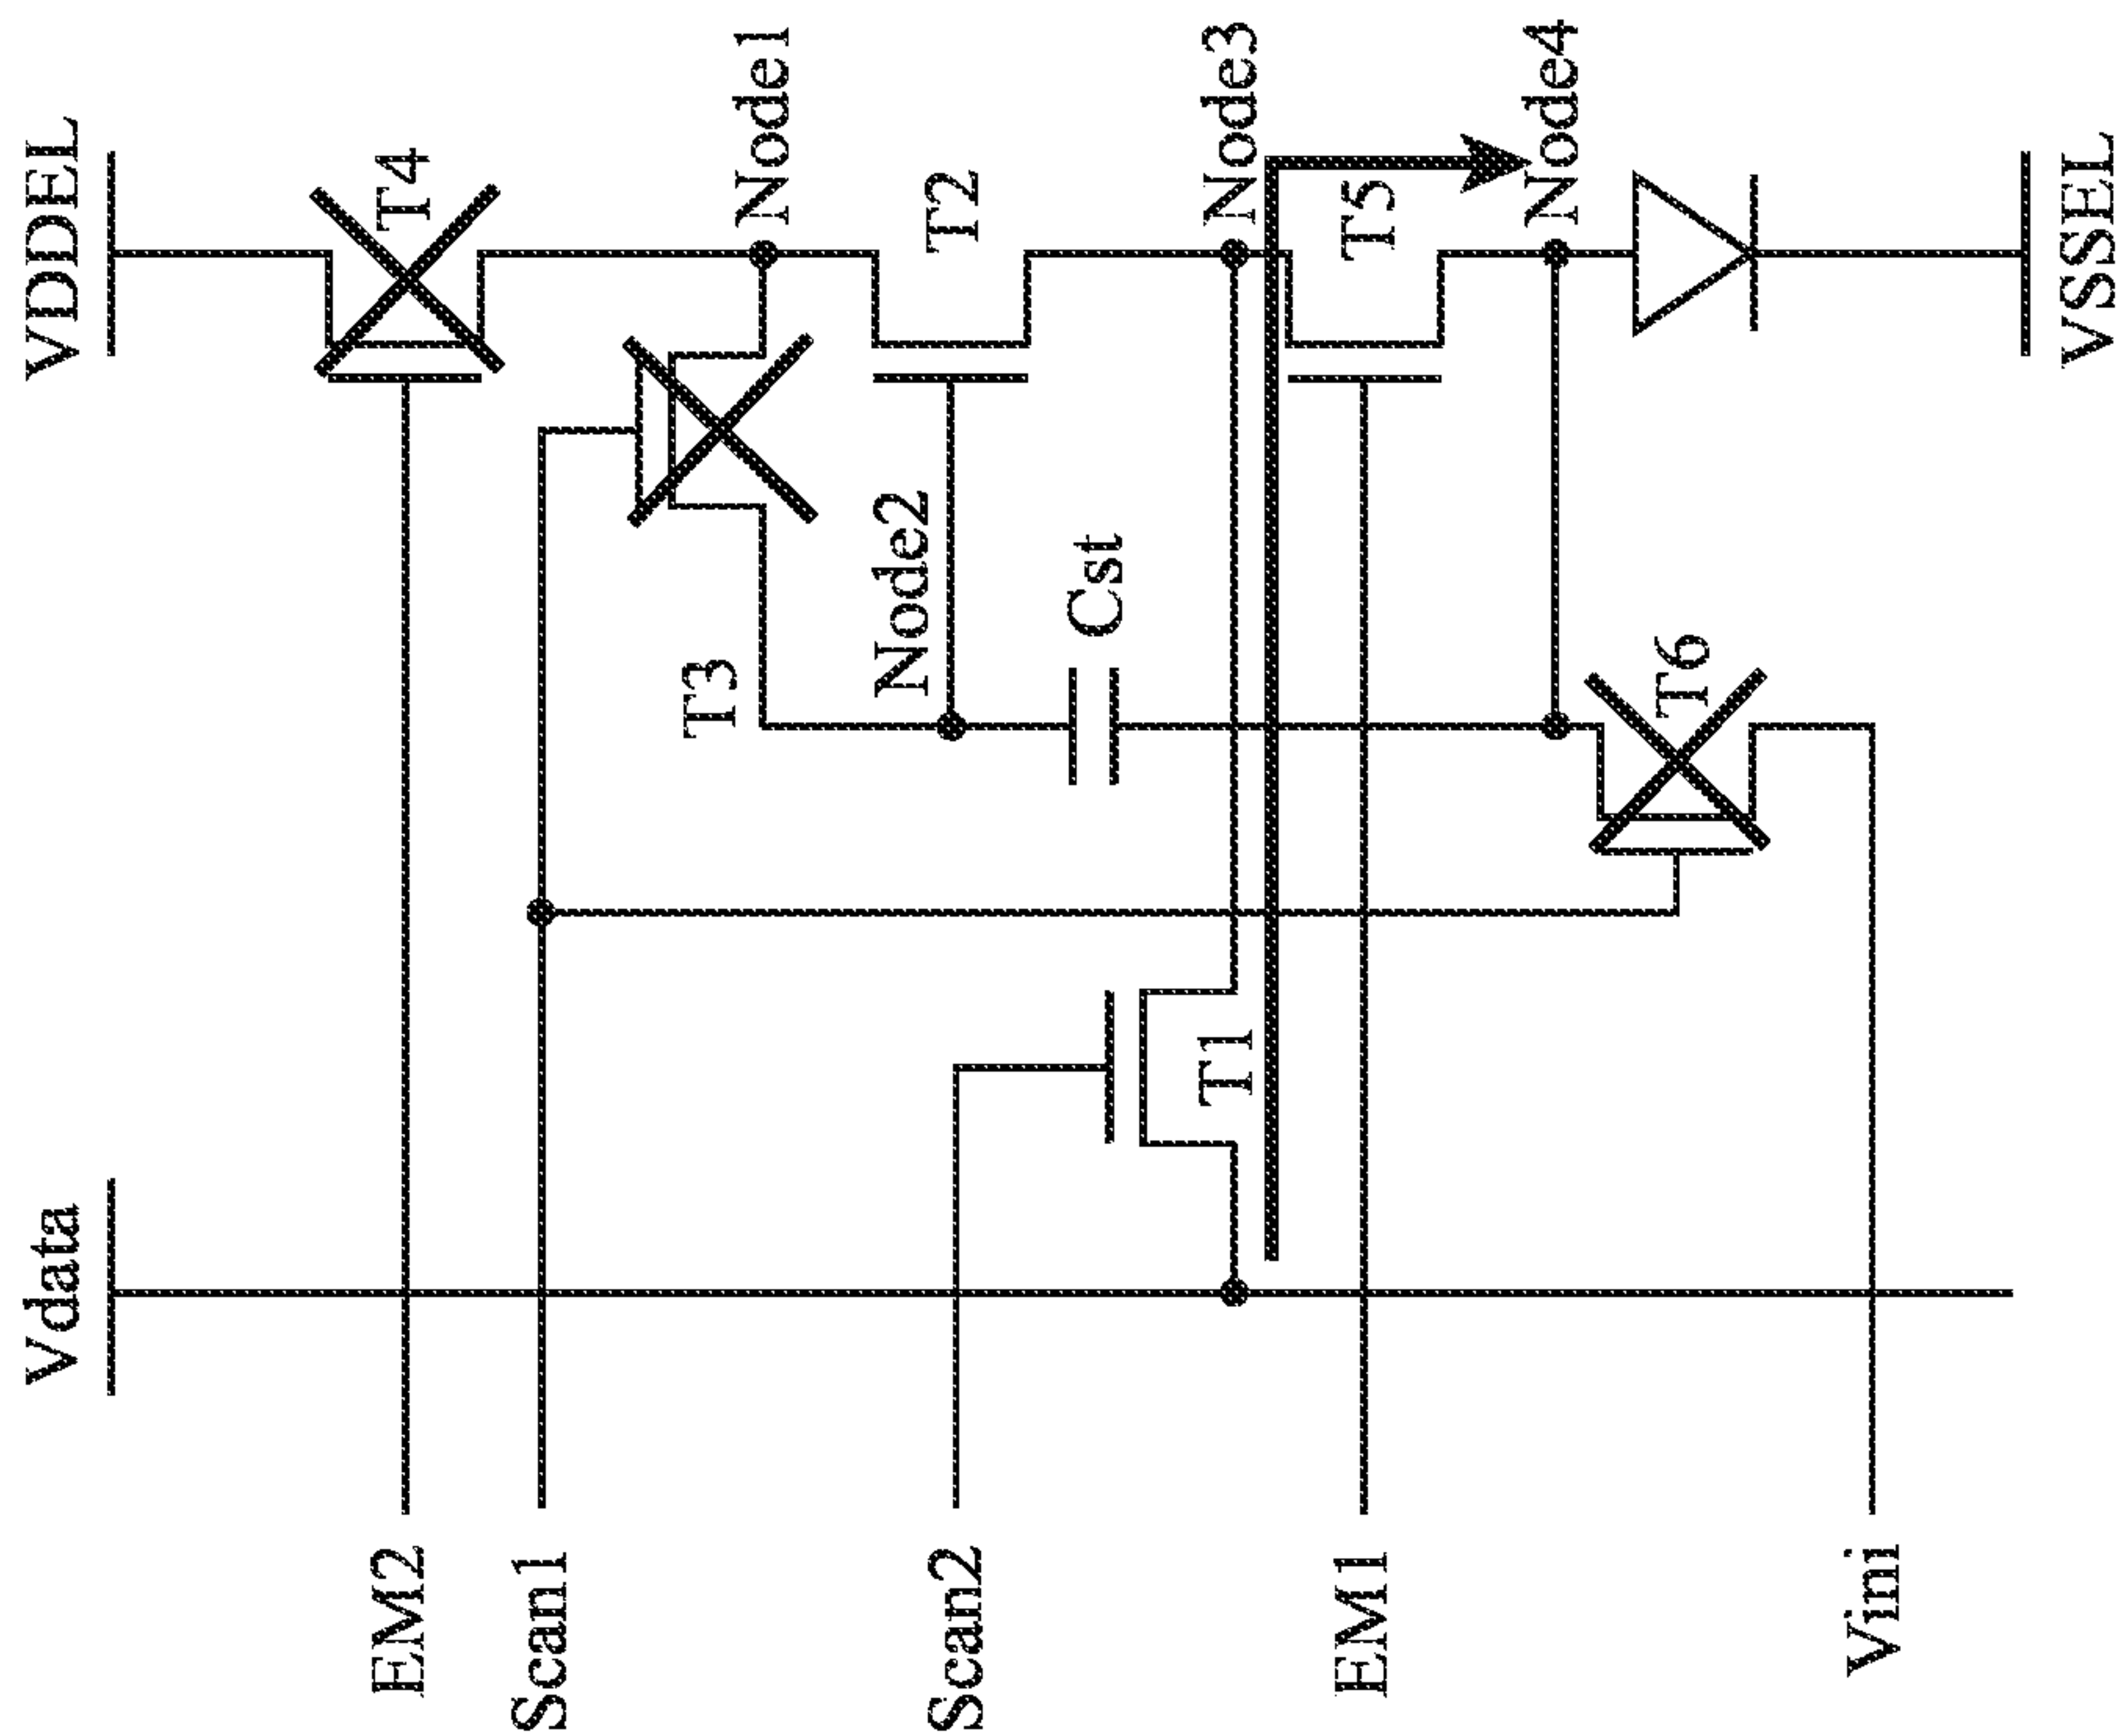 VDDEL
T4
Node1
T2
Node3
T5
Node4
VSSEL
T3
Node2
Cst
T6
T1
Vdata
EM2
Scan1
Scan2
EM1
Vini